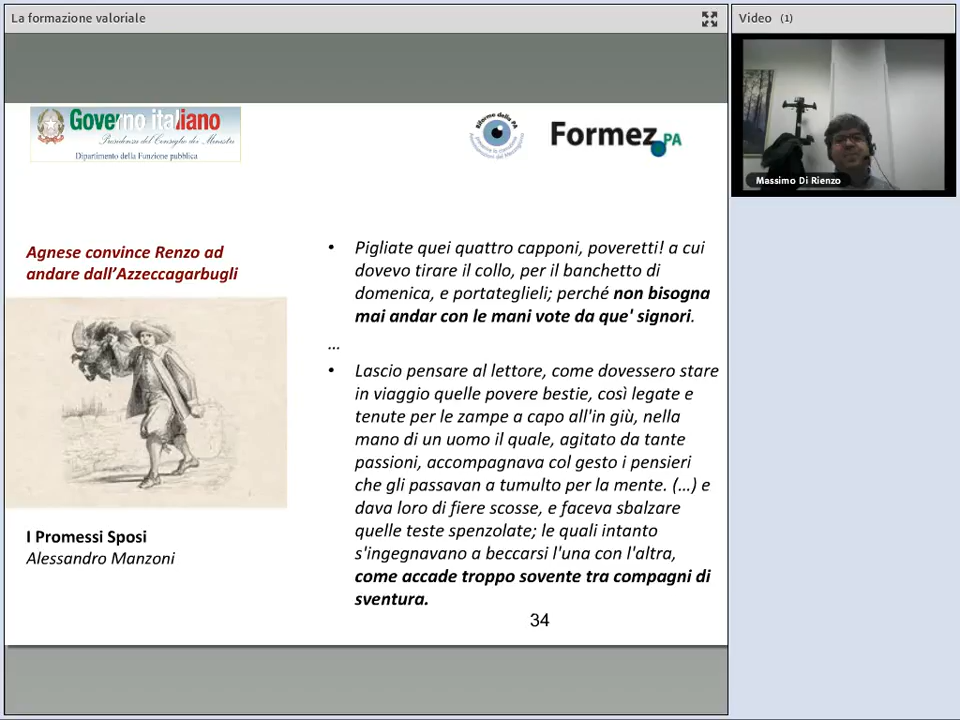 La formazione valoriale
Video (1)
Massimo Di Rienzo
Governo italiano
Presidenza del Consiglio dei Ministri
Dipartimento della Funzione pubblica
Riforme della PA
Formez PA
Agnese convince Renzo ad
andare dall'Azzeccagarbugli
I Promessi Sposi
Alessandro Manzoni
• Pigliate quei quattro capponi, poveretti! a cui
dovevo tirare il collo, per il banchetto di
domenica, e portateglieli; perché non bisogna
mai andar con le mani vote da que' signori.
...
• Lascio pensare al lettore, come dovessero stare
in viaggio quelle povere bestie, così legate e
tenute per le zampe a capo all'in giù, nella
mano di un uomo il quale, agitato da tante
passioni, accompagnava col gesto i pensieri
che gli passavan a tumulto per la mente. (...) e
dava loro di fiere scosse, e faceva sbalzare
quelle teste spenzolate; le quali intanto
s'ingegnavano a beccarsi l'una con l'altra,
come accade troppo sovente tra compagni di
sventura.
34